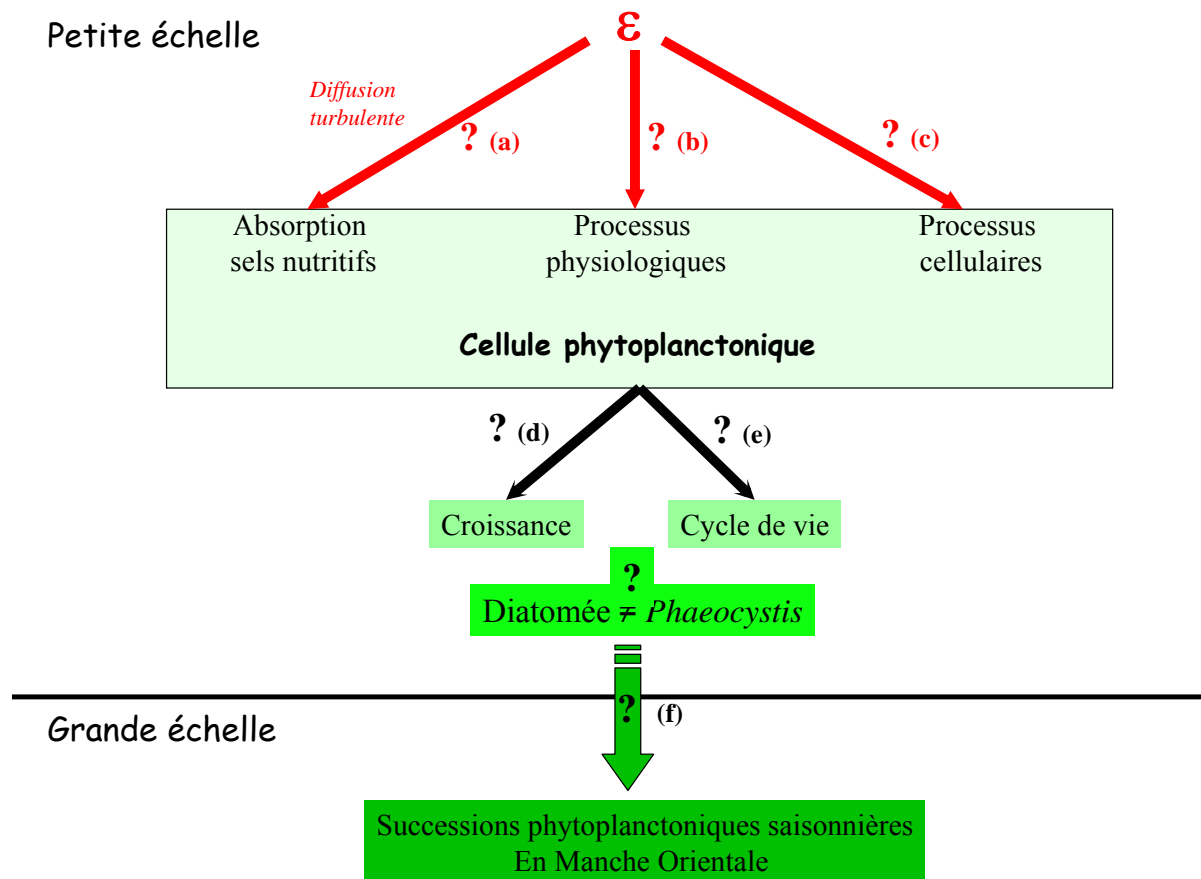 Petite échelle
ε
Diffusion
turbulente
? (a)
? (b)
? (c)
Absorption
sels nutritifs
Processus
physiologiques
Processus
cellulaires
Cellule phytoplanctonique
? (d)
? (e)
Croissance
Cycle de vie
?
Diatomée ≠ Phaeocystis
? (f)
Grande échelle
Successions phytoplanctoniques saisonnières
En Manche Orientale